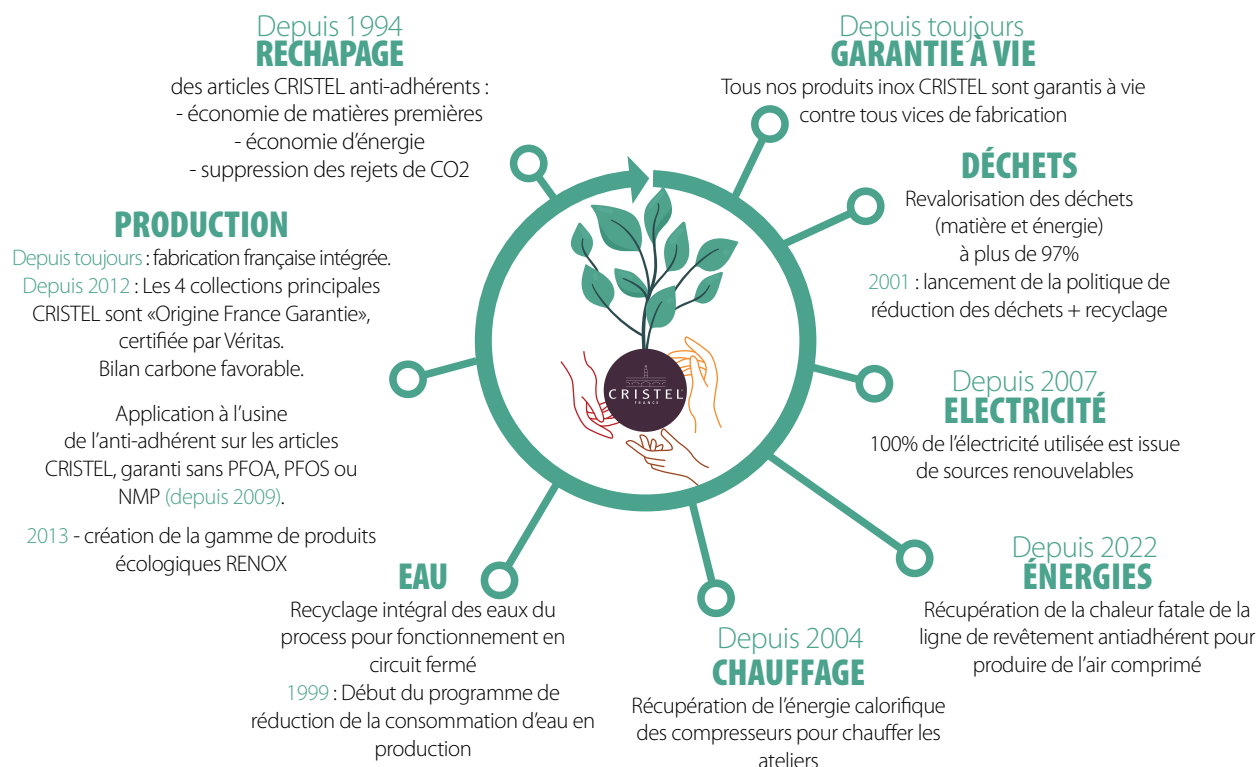 Depuis 1994
RECHAPAGE
des articles CRISTEL anti-adhérents :
- économie de matières premières
- économie d’énergie
- suppression des rejets de CO2
Depuis toujours
GARANTIE À VIE
Tous nos produits inox CRISTEL sont garantis à vie
contre tous vices de fabrication
DÉCHETS
Revalorisation des déchets
(matière et énergie)
à plus de 97%
2001 : lancement de la politique de
réduction des déchets + recyclage
Depuis 2007
ELECTRICITÉ
100% de l’électricité utilisée est issue
de sources renouvelables
Depuis 2022
ÉNERGIES
Récupération de la chaleur fatale de la
ligne de revêtement antiadhérent pour
produire de l’air comprimé
Depuis 2004
CHAUFFAGE
Récupération de l’énergie calorifique
des compresseurs pour chauffer les
ateliers
EAU
Recyclage intégral des eaux du
process pour fonctionnement en
circuit fermé
1999 : Début du programme de
réduction de la consommation d’eau en
production
PRODUCTION
Depuis toujours : fabrication française intégrée.
Depuis 2012 : Les 4 collections principales
CRISTEL sont «Origine France Garantie»,
certifiée par Véritas.
Bilan carbone favorable.
Application à l’usine
de l’anti-adhérent sur les articles
CRISTEL, garanti sans PFOA, PFOS ou
NMP (depuis 2009).
2013 - création de la gamme de produits
écologiques RENOX
CRISTEL
FRANCE